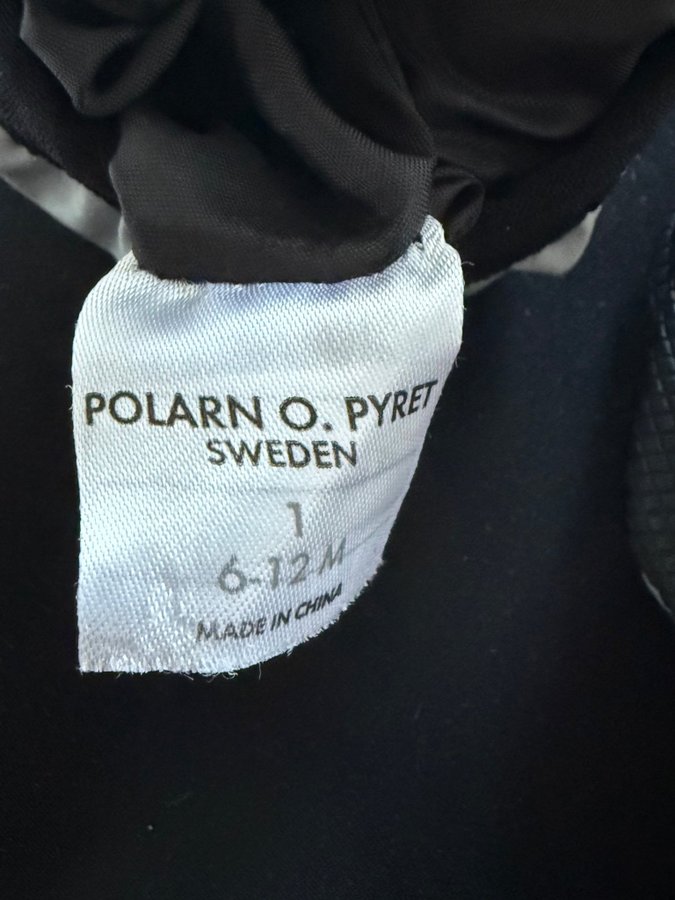 POLARN O. PYRET
SWEDEN
1
6-12 M
MADE IN CHINA